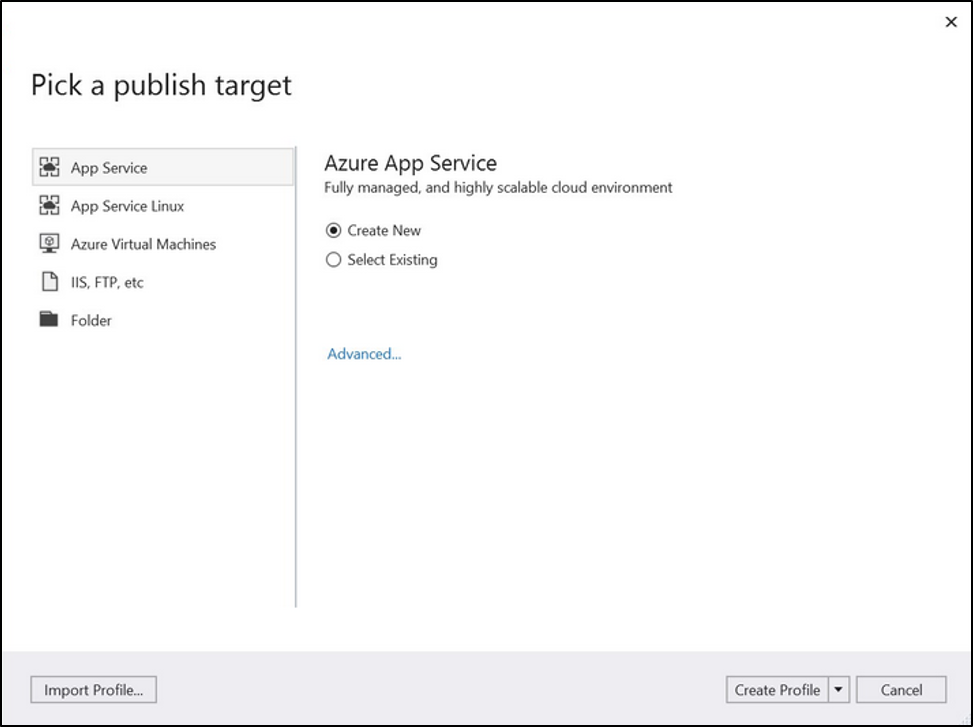 Pick a publish target
App Service
App Service Linux
Azure Virtual Machines
IIS, FTP, etc
Folder
Azure App Service
Fully managed, and highly scalable cloud environment
Create New
Select Existing
Advanced...
Import Profile...
Create Profile
Cancel